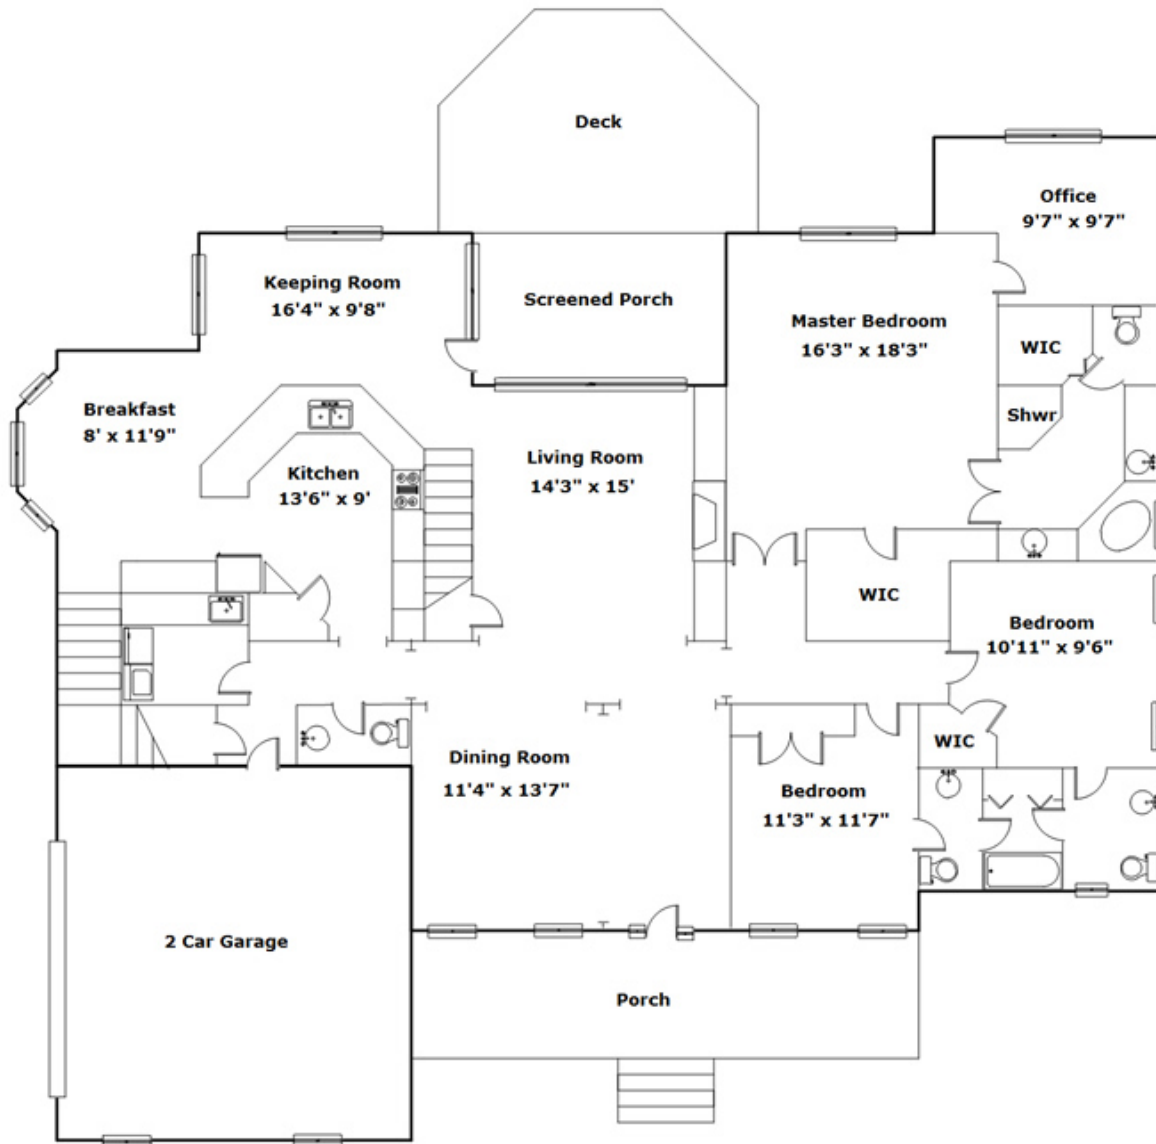 Deck
Office
9'7" x 9'7"
Keeping Room
16'4" x 9'8"
Screened Porch
Master Bedroom
16'3" x 18'3"
WIC
Breakfast
8' x 11'9"
Shwr
Kitchen
13'6" x 9'
Living Room
14'3" x 15'
WIC
Bedroom
10'11" x 9'6"
WIC
Dining Room
11'4" x 13'7"
Bedroom
11'3" x 11'7"
2 Car Garage
Porch